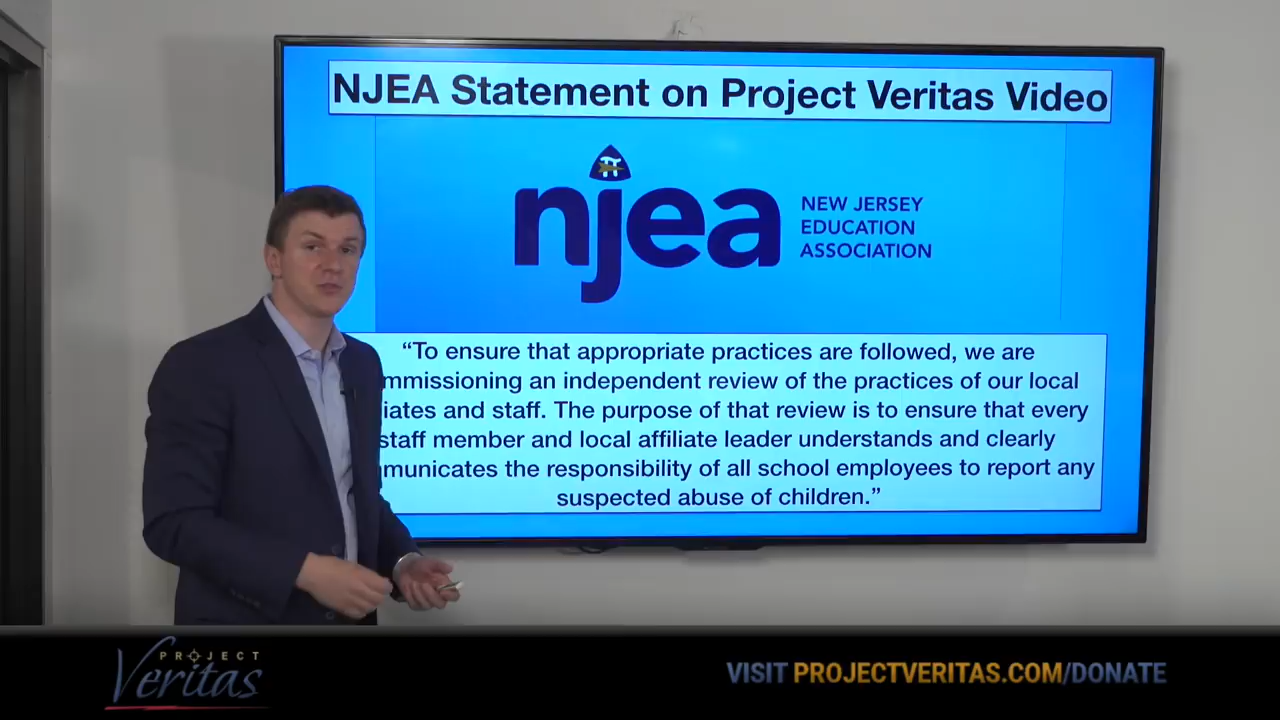 NJEA Statement on Project Veritas Video
njea
NEW JERSEY
EDUCATION
ASSOCIATION
“To ensure that appropriate practices are followed, we are
mmissioning an independent review of the practices of our local
iates and staff. The purpose of that review is to ensure that every
staff member and local affiliate leader understands and clearly
municates the responsibility of all school employees to report any
suspected abuse of children.”
PROJECT
Veritas
VISIT PROJECTVERITAS.COM/DONATE